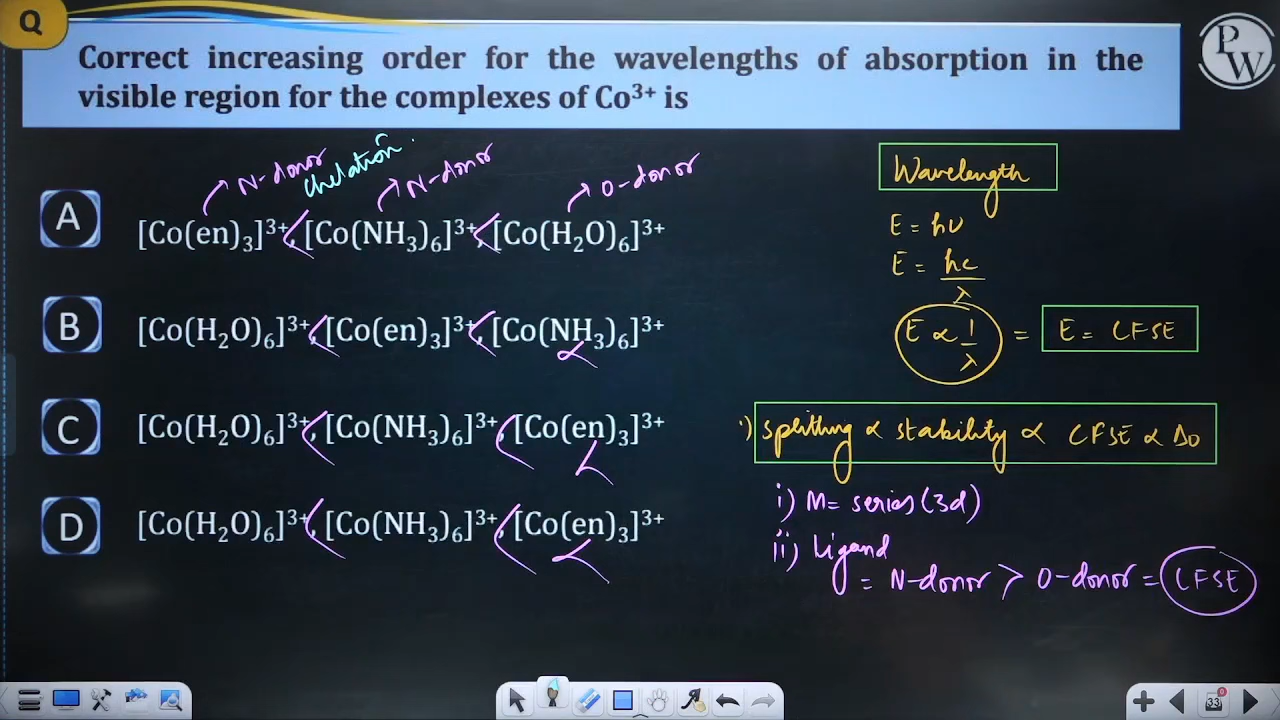 Q
Correct increasing order for the wavelengths of absorption in the
visible region for the complexes of Co³⁺ is
PW
N-donor
chelation
N-donor
O-donor
A
[Co(en)₃]³⁺, < [Co(NH₃)₆]³⁺, < [Co(H₂O)₆]³⁺
B
[Co(H₂O)₆]³⁺, < [Co(en)₃]³⁺, < [Co(NH₃)₆]³⁺
C
[Co(H₂O)₆]³⁺, < [Co(NH₃)₆]³⁺, < [Co(en)₃]³⁺
D
[Co(H₂O)₆]³⁺, < [Co(NH₃)₆]³⁺, < [Co(en)₃]³⁺
Wavelength
E = hυ
E = hc/λ
E ∝ 1/λ = E = CFSE
i) splitting ∝ stability ∝ CFSE ∝ Δo
i) M = series (3d)
ii) Ligand
= N-donor > O-donor = CFSE
33